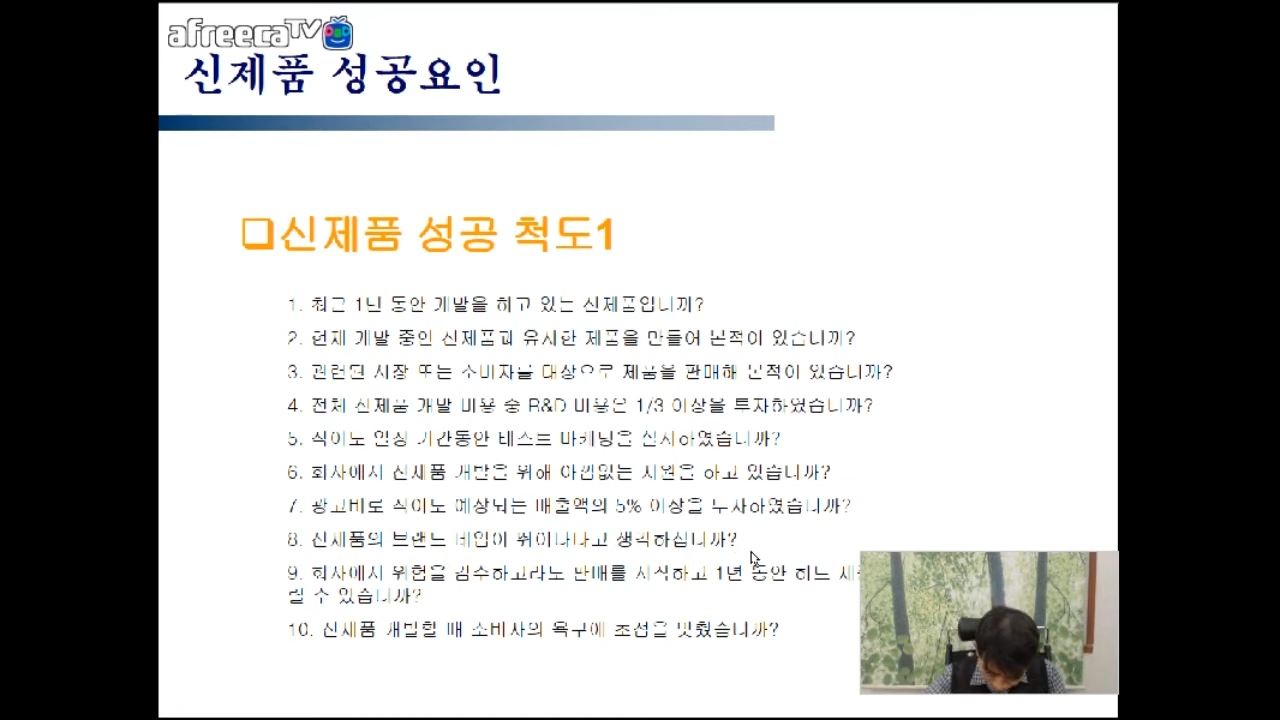 afreecaTV
신제품 성공요인
❑신제품 성공 척도1
1. 최근 1년 동안 개발을 하고 있는 신제품입니까?
2. 현재 개발 중인 신제품과 유사한 제품을 만들어 본적이 있습니까?
3. 관련된 시장 또는 소비자를 대상으로 제품을 판매해 본적이 있습니까?
4. 전체 신제품 개발 비용 중 R&D 비용은 1/3 이상을 투자하였습니까?
5. 적어도 일정 기간동안 테스트 마케팅을 실시하였습니까?
6. 회사에서 신제품 개발을 위해 아낌없는 지원을 하고 있습니까?
7. 광고비로 적어도 예상되는 매출액의 5% 이상을 투자하였습니까?
8. 신제품의 브랜드 네임이 뛰어나다고 생각하십니까?
9. 회사에서 위험을 감수하고라도 판매를 시작하고 1년 동안 하느
릴 수 있습니까?
10. 신제품 개발할 때 소비자의 욕구에 초점을 맞췄습니까?